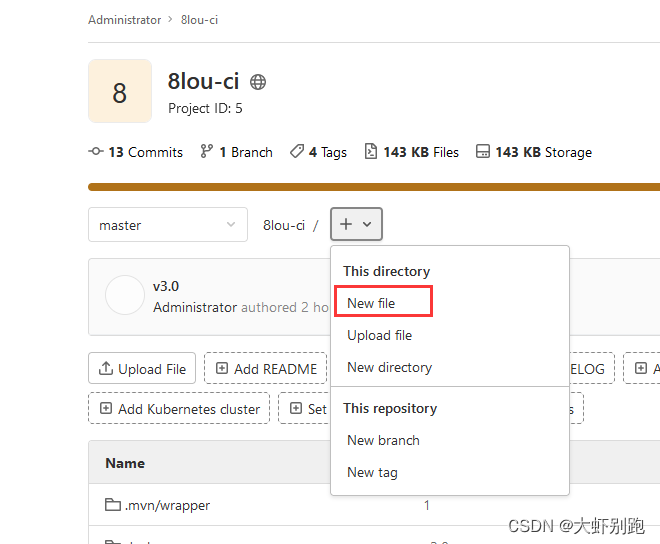 Administrator > 8lou-ci
8
8lou-ci
Project ID: 5
13 Commits 1 Branch 4 Tags 143 KB Files 143 KB Storage
master 8lou-ci / +
This directory
New file
Upload file
New directory
This repository
New branch
New tag
v3.0
Administrator authored 2 ho
Upload File Add README ELOG A
Add Kubernetes cluster Set s
Name
.mvn/wrapper 1
CSDN @大虾别跑